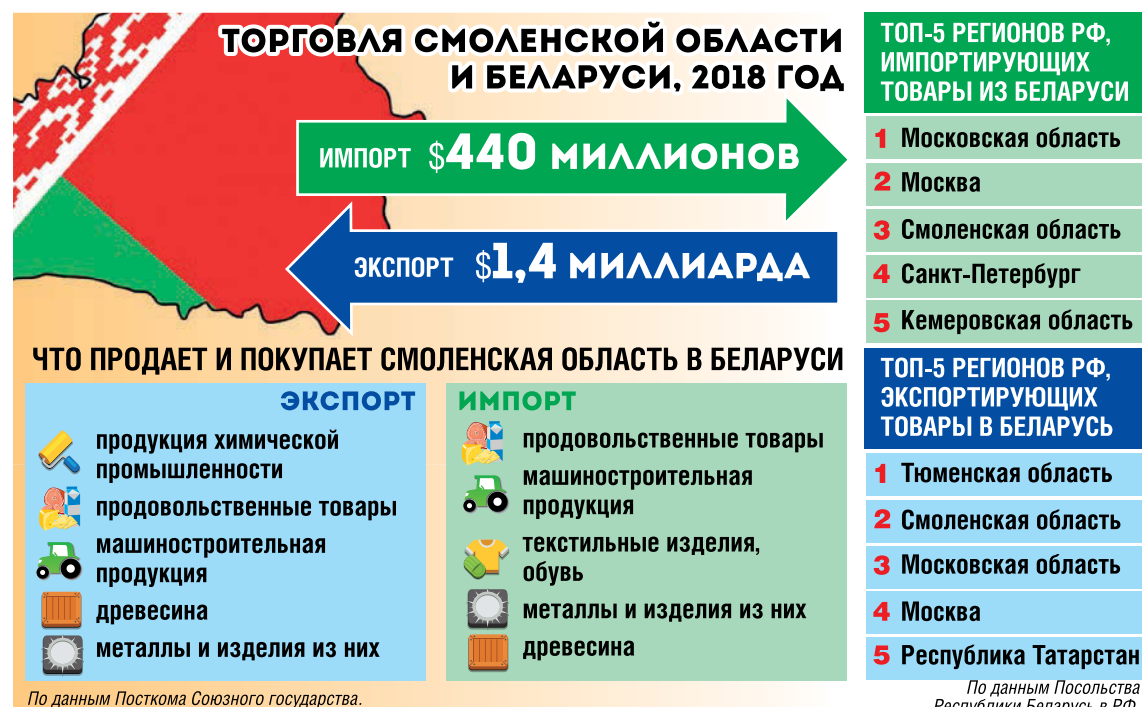 ТОРГОВЛЯ СМОЛЕНСКОЙ ОБЛАСТИ
И БЕЛАРУСИ, 2018 ГОД
ИМПОРТ $440 МИЛЛИОНОВ
ЭКСПОРТ $1,4 МИЛЛИАРДА
ЧТО ПРОДАЕТ И ПОКУПАЕТ СМОЛЕНСКАЯ ОБЛАСТЬ В БЕЛАРУСИ
ЭКСПОРТ
продукция химической
промышленности
продовольственные товары
машиностроительная
продукция
древесина
металлы и изделия из них
ИМПОРТ
продовольственные товары
машиностроительная
продукция
текстильные изделия,
обувь
металлы и изделия из них
древесина
По данным Посткома Союзного государства.
ТОП-5 РЕГИОНОВ РФ,
ИМПОРТИРУЮЩИХ
ТОВАРЫ ИЗ БЕЛАРУСИ
1 Московская область
2 Москва
3 Смоленская область
4 Санкт-Петербург
5 Кемеровская область
ТОП-5 РЕГИОНОВ РФ,
ЭКСПОРТИРУЮЩИХ
ТОВАРЫ В БЕЛАРУСЬ
1 Тюменская область
2 Смоленская область
3 Московская область
4 Москва
5 Республика Татарстан
По данным Посольства
Республики Беларусь в РФ.